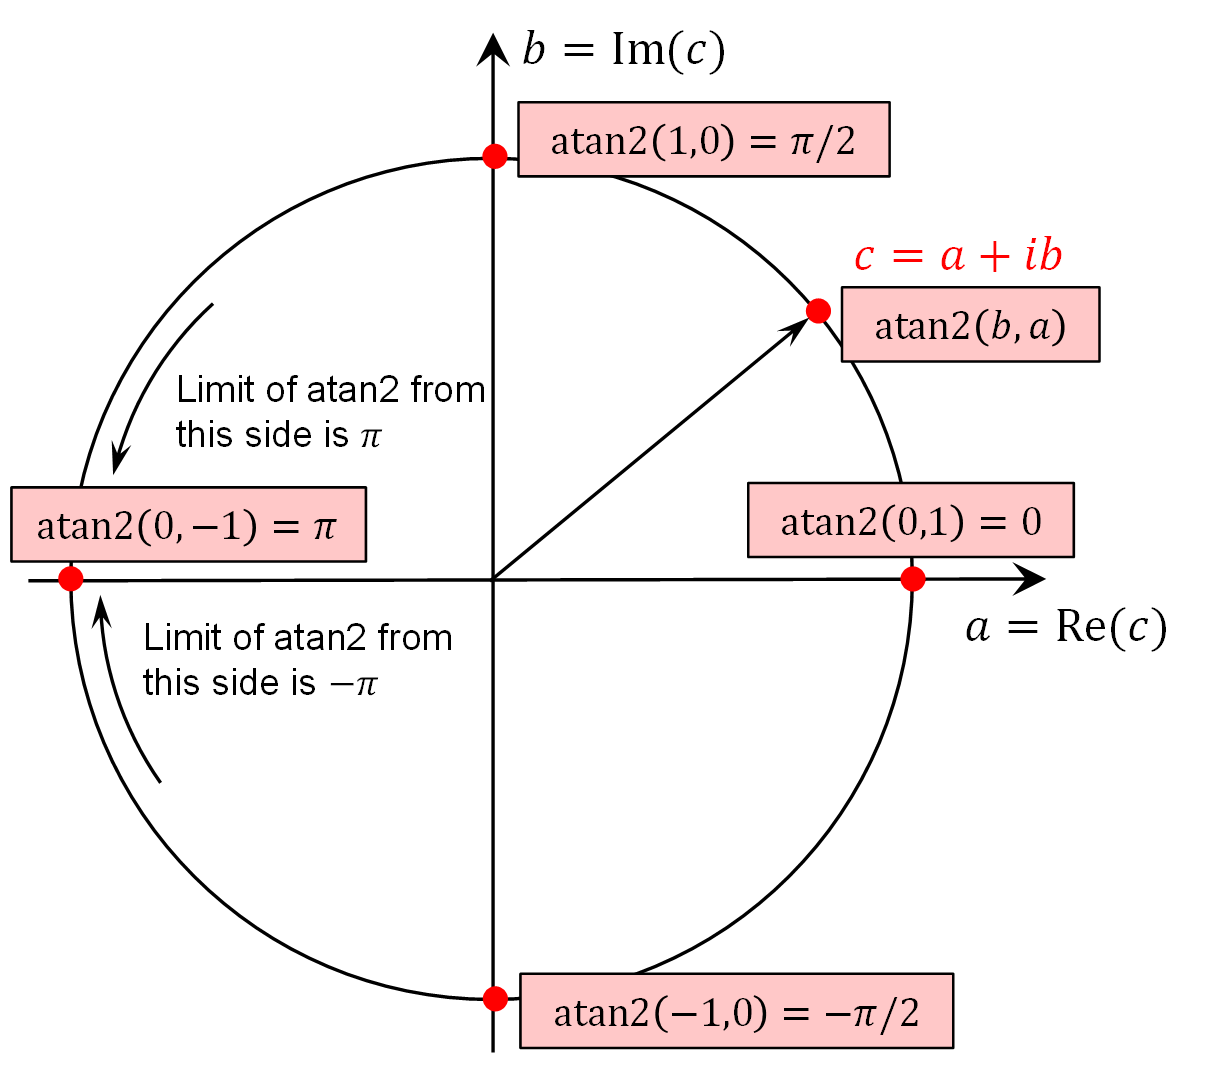 b = Im(c)
atan2(1,0) = π/2
c = a + ib
atan2(b, a)
Limit of atan2 from
this side is π
atan2(0, −1) = π
atan2(0,1) = 0
a = Re(c)
Limit of atan2 from
this side is −π
atan2(−1,0) = −π/2